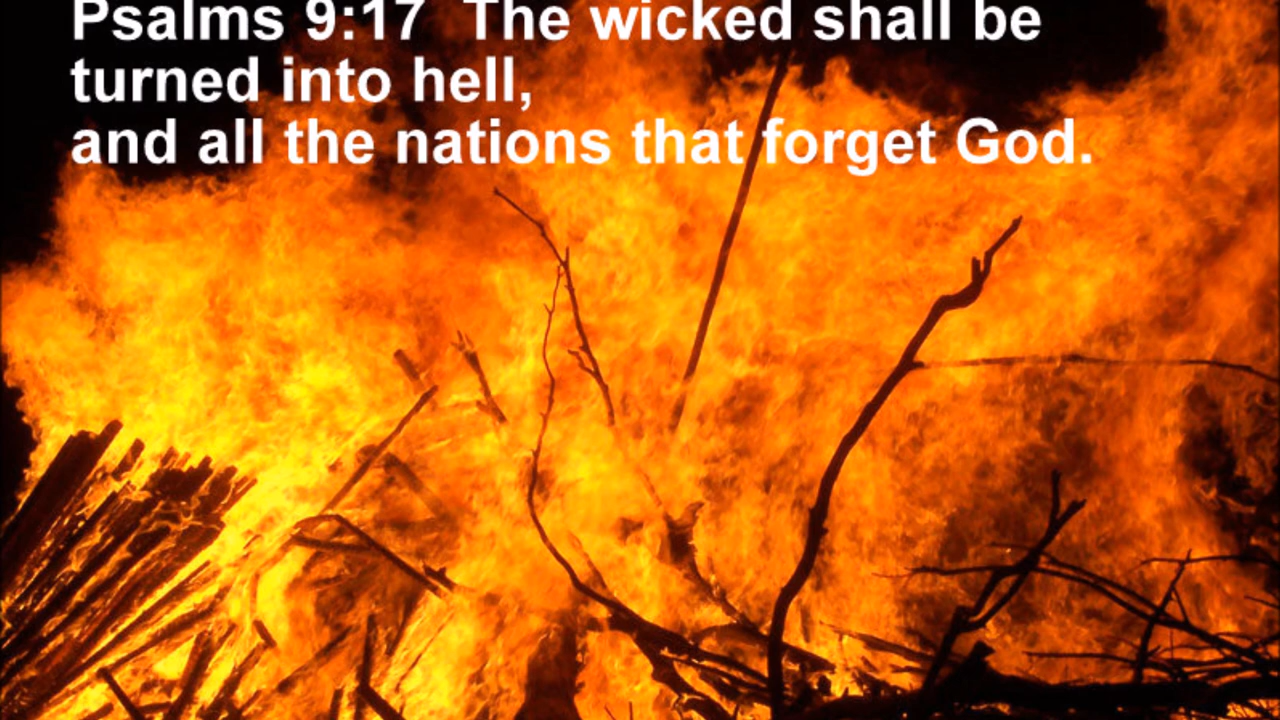 Psalms 9:17  The wicked shall be
turned into hell,
and all the nations that forget God.